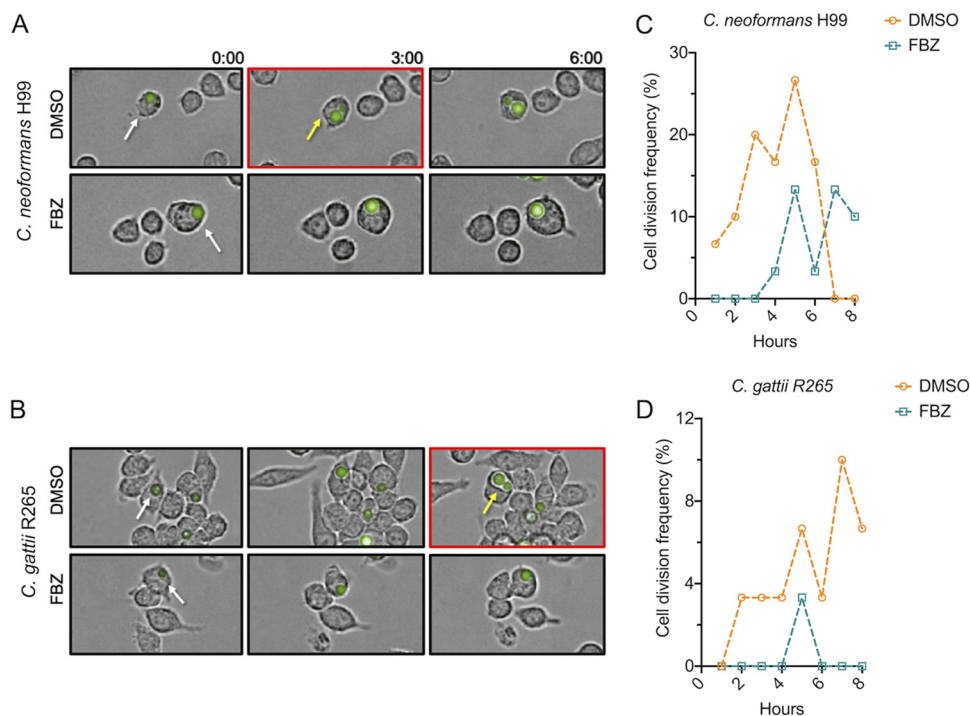 A
0:00
3:00
6:00
C. neoformans H99
DMSO
FBZ
B
C. gattii R265
DMSO
FBZ
C
C. neoformans H99
DMSO
FBZ
Cell division frequency (%)
30
20
10
0
0 2 4 6 8
Hours
D
C. gattii R265
DMSO
FBZ
Cell division frequency (%)
12
8
4
0
0 2 4 6 8
Hours